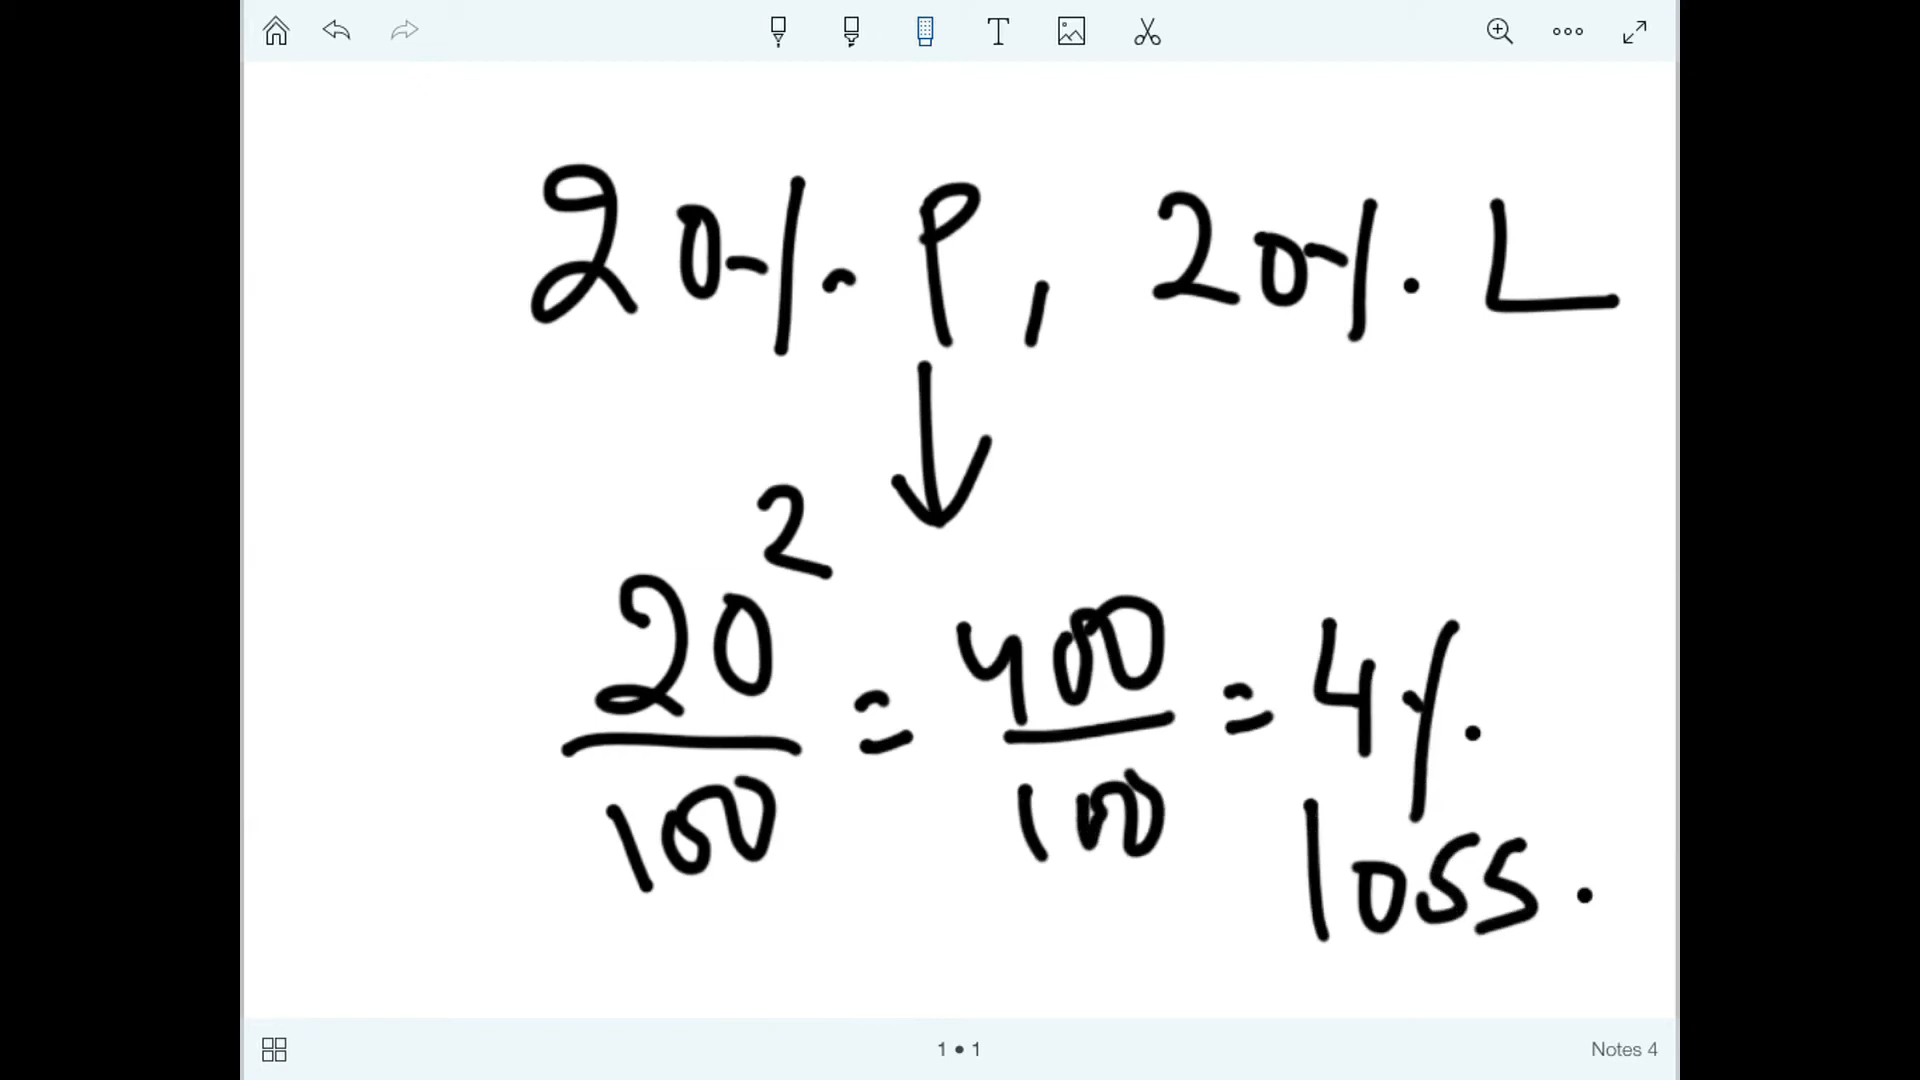 20%. P, 20%. L
↓
20²/100 = 400/100 = 4%.
loss.
1 • 1
Notes 4